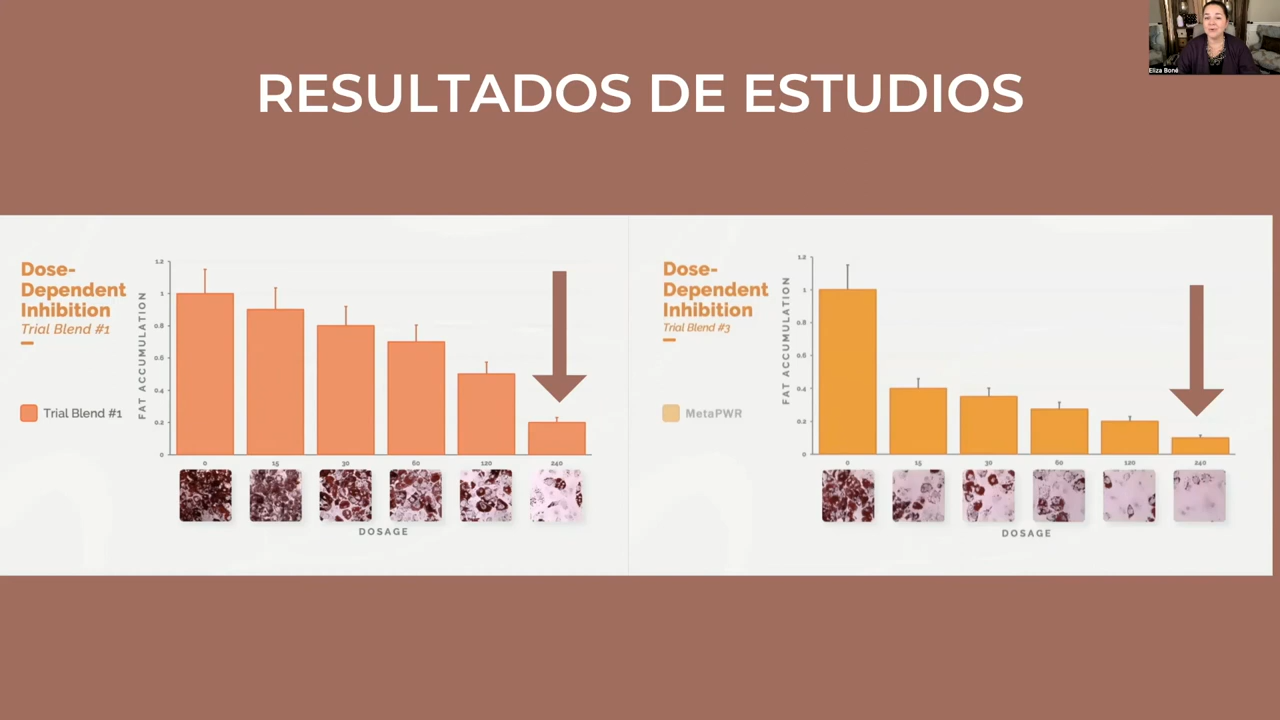 Eliza Boné
RESULTADOS DE ESTUDIOS
Dose-
Dependent
Inhibition
Trial Blend #1
Trial Blend #1
FAT ACCUMULATION
1.2
1
0.8
0.6
0.4
0.2
0
0 15 30 60 120 240
DOSAGE
Dose-
Dependent
Inhibition
Trial Blend #3
MetaPWR
FAT ACCUMULATION
1.2
1
0.8
0.6
0.4
0.2
0
0 15 30 60 120 240
DOSAGE